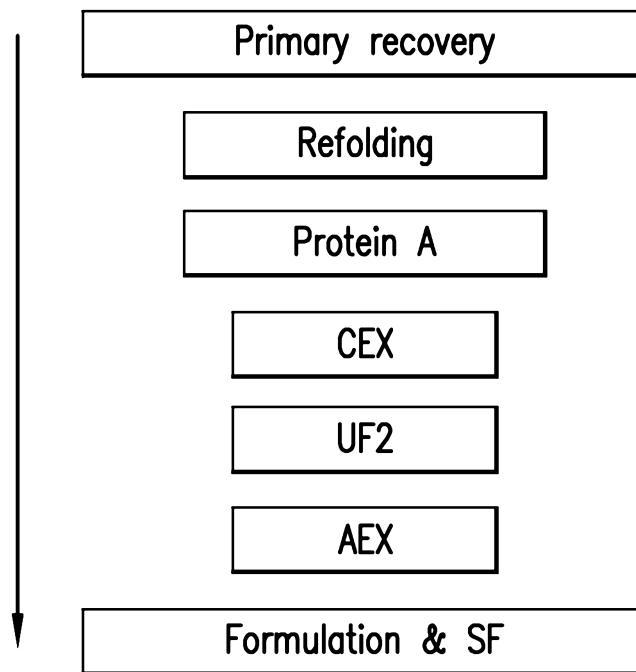 Primary recovery
Refolding
Protein A
CEX
UF2
AEX
Formulation & SF